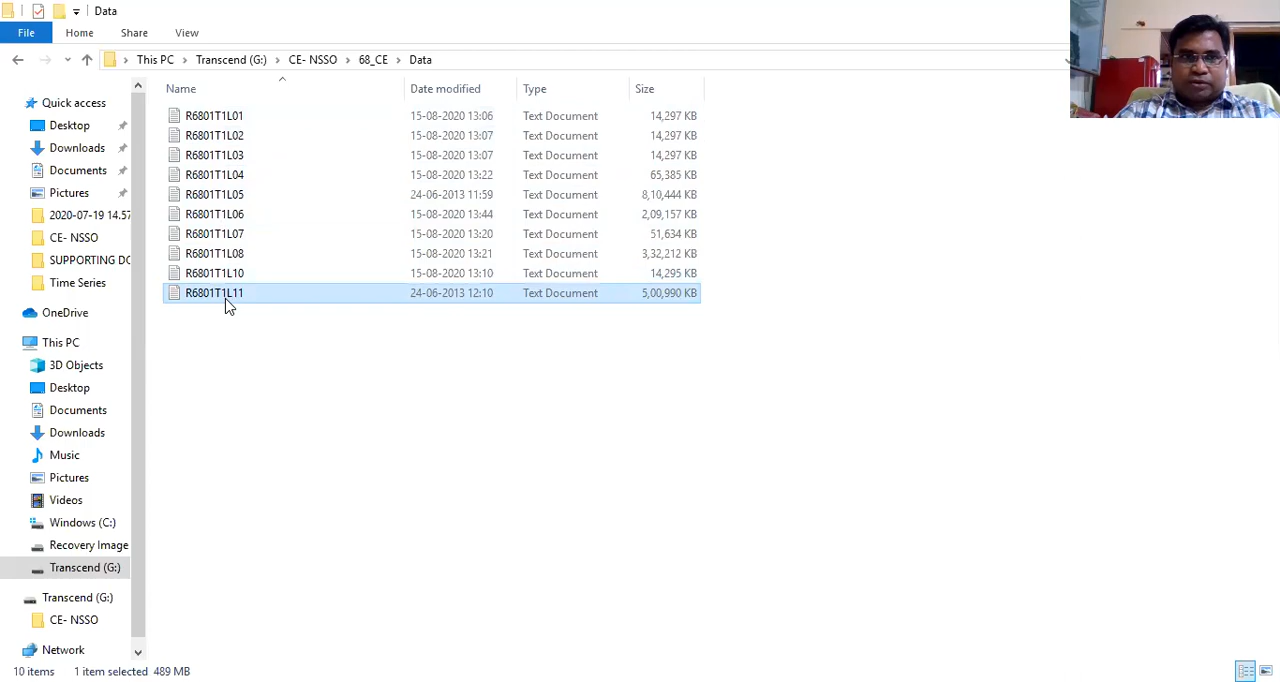 Data
File Home Share View
This PC Transcend (G:) CE- NSSO 68_CE Data
Name Date modified Type Size
Quick access
Desktop
Downloads
Documents
Pictures
2020-07-19 14.57
CE- NSSO
SUPPORTING DO
Time Series
OneDrive
This PC
3D Objects
Desktop
Documents
Downloads
Music
Pictures
Videos
Windows (C:)
Recovery Image
Transcend (G:)
Transcend (G:)
CE- NSSO
Network
R6801T1L01 15-08-2020 13:06 Text Document 14,297 KB
R6801T1L02 15-08-2020 13:07 Text Document 14,297 KB
R6801T1L03 15-08-2020 13:07 Text Document 14,297 KB
R6801T1L04 15-08-2020 13:22 Text Document 65,385 KB
R6801T1L05 24-06-2013 11:59 Text Document 8,10,444 KB
R6801T1L06 15-08-2020 13:44 Text Document 2,09,157 KB
R6801T1L07 15-08-2020 13:20 Text Document 51,634 KB
R6801T1L08 15-08-2020 13:21 Text Document 3,32,212 KB
R6801T1L10 15-08-2020 13:10 Text Document 14,295 KB
R6801T1L11 24-06-2013 12:10 Text Document 5,00,990 KB
10 items 1 item selected 489 MB